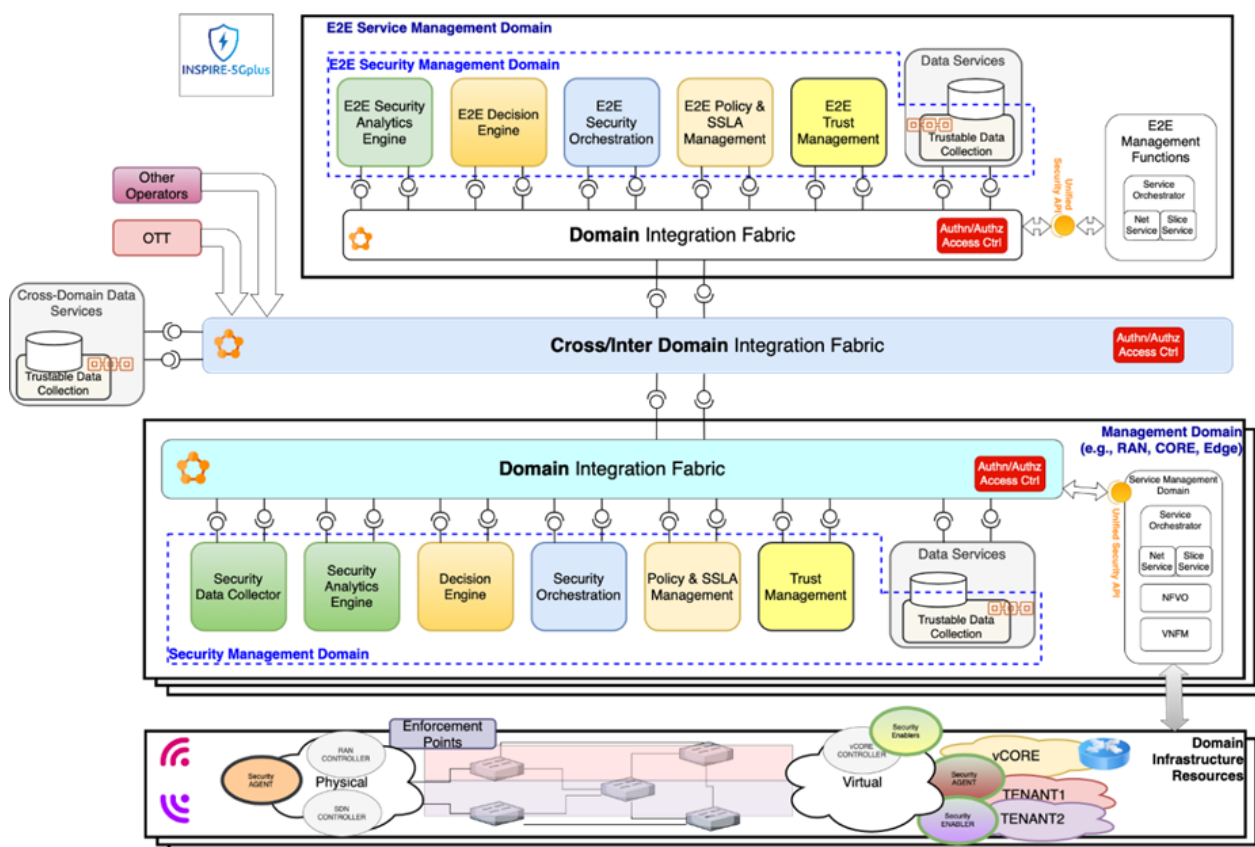 INSPIRE-5Gplus
E2E Service Management Domain
E2E Security Management Domain
E2E Security
Analytics
Engine
E2E Decision
Engine
E2E
Security
Orchestration
E2E Policy &
SSLA
Management
E2E
Trust
Management
Data Services
Trustable Data
Collection
E2E
Management
Functions
Service
Orchestrator
Net
Service
Slice
Service
Unified
Security API
Domain Integration Fabric
Authn/Authz
Access Ctrl
Other
Operators
OTT
Cross-Domain Data
Services
Trustable Data
Collection
Cross/Inter Domain Integration Fabric
Authn/Authz
Access Ctrl
Management Domain
(e.g., RAN, CORE, Edge)
Domain Integration Fabric
Authn/Authz
Access Ctrl
Unified Security API
Service Management
Domain
Service
Orchestrator
Net
Service
Slice
Service
NFVO
VNFM
Security
Data Collector
Security
Analytics
Engine
Decision
Engine
Security
Orchestration
Policy & SSLA
Management
Trust
Management
Data Services
Trustable Data
Collection
Security Management Domain
Enforcement
Points
RAN
CONTROLLER
Security
AGENT
Physical
SDN
CONTROLLER
vCORE
CONTROLLER
Virtual
Security
Enablers
vCORE
Security
AGENT
TENANT1
Security
ENABLER
TENANT2
Domain
Infrastructure
Resources